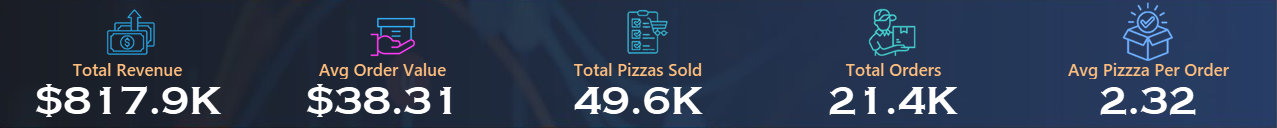 Total Revenue
$817.9K
Avg Order Value
$38.31
Total Pizzas Sold
49.6K
Total Orders
21.4K
Avg Pizzza Per Order
2.32